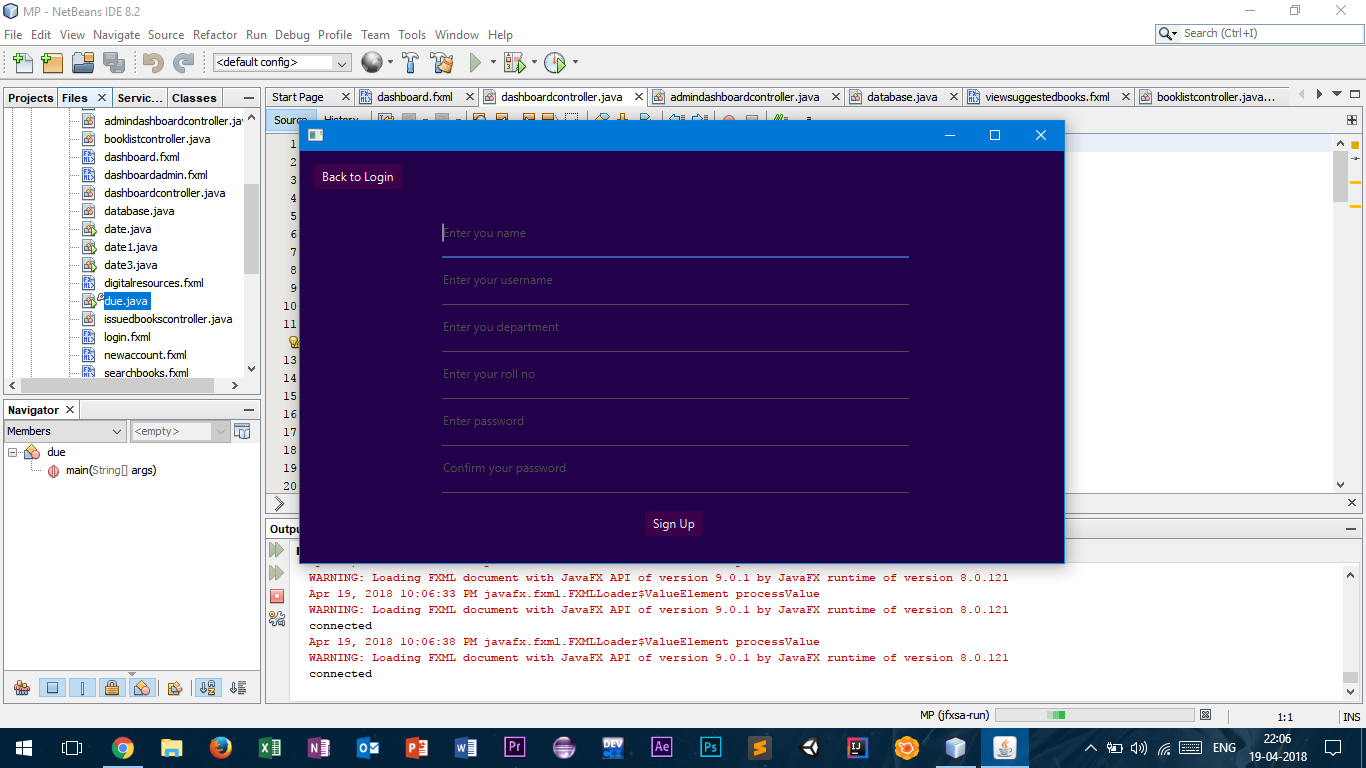 MP - NetBeans IDE 8.2
File Edit View Navigate Source Refactor Run Debug Profile Team Tools Window Help
Search (Ctrl+I)
<default config>
Projects Files Servic... Classes
Start Page dashboard.fxml dashboardcontroller.java admindashboardcontroller.java database.java viewsuggestedbooks.fxml booklistcontroller.java...
Source History
admindashboardcontroller.jav
booklistcontroller.java
dashboard.fxml
dashboardadmin.fxml
dashboardcontroller.java
database.java
date.java
date1.java
date3.java
digitalresources.fxml
due.java
issuedbookscontroller.java
login.fxml
newaccount.fxml
searchbooks.fxml
Navigator
Members <empty>
due
main(String[] args)
1
2
3
4
5
6
7
8
9
10
11
13
14
15
16
17
18
19
20
Back to Login
Enter you name
Enter your username
Enter you department
Enter your roll no
Enter password
Confirm your password
Sign Up
WARNING: Loading FXML document with JavaFX API of version 9.0.1 by JavaFX runtime of version 8.0.121
Apr 19, 2018 10:06:33 PM javafx.fxml.FXMLLoader$ValueElement processValue
WARNING: Loading FXML document with JavaFX API of version 9.0.1 by JavaFX runtime of version 8.0.121
connected
Apr 19, 2018 10:06:38 PM javafx.fxml.FXMLLoader$ValueElement processValue
WARNING: Loading FXML document with JavaFX API of version 9.0.1 by JavaFX runtime of version 8.0.121
connected
MP (jfxsa-run)
1:1 INS
ENG
22:06
19-04-2018